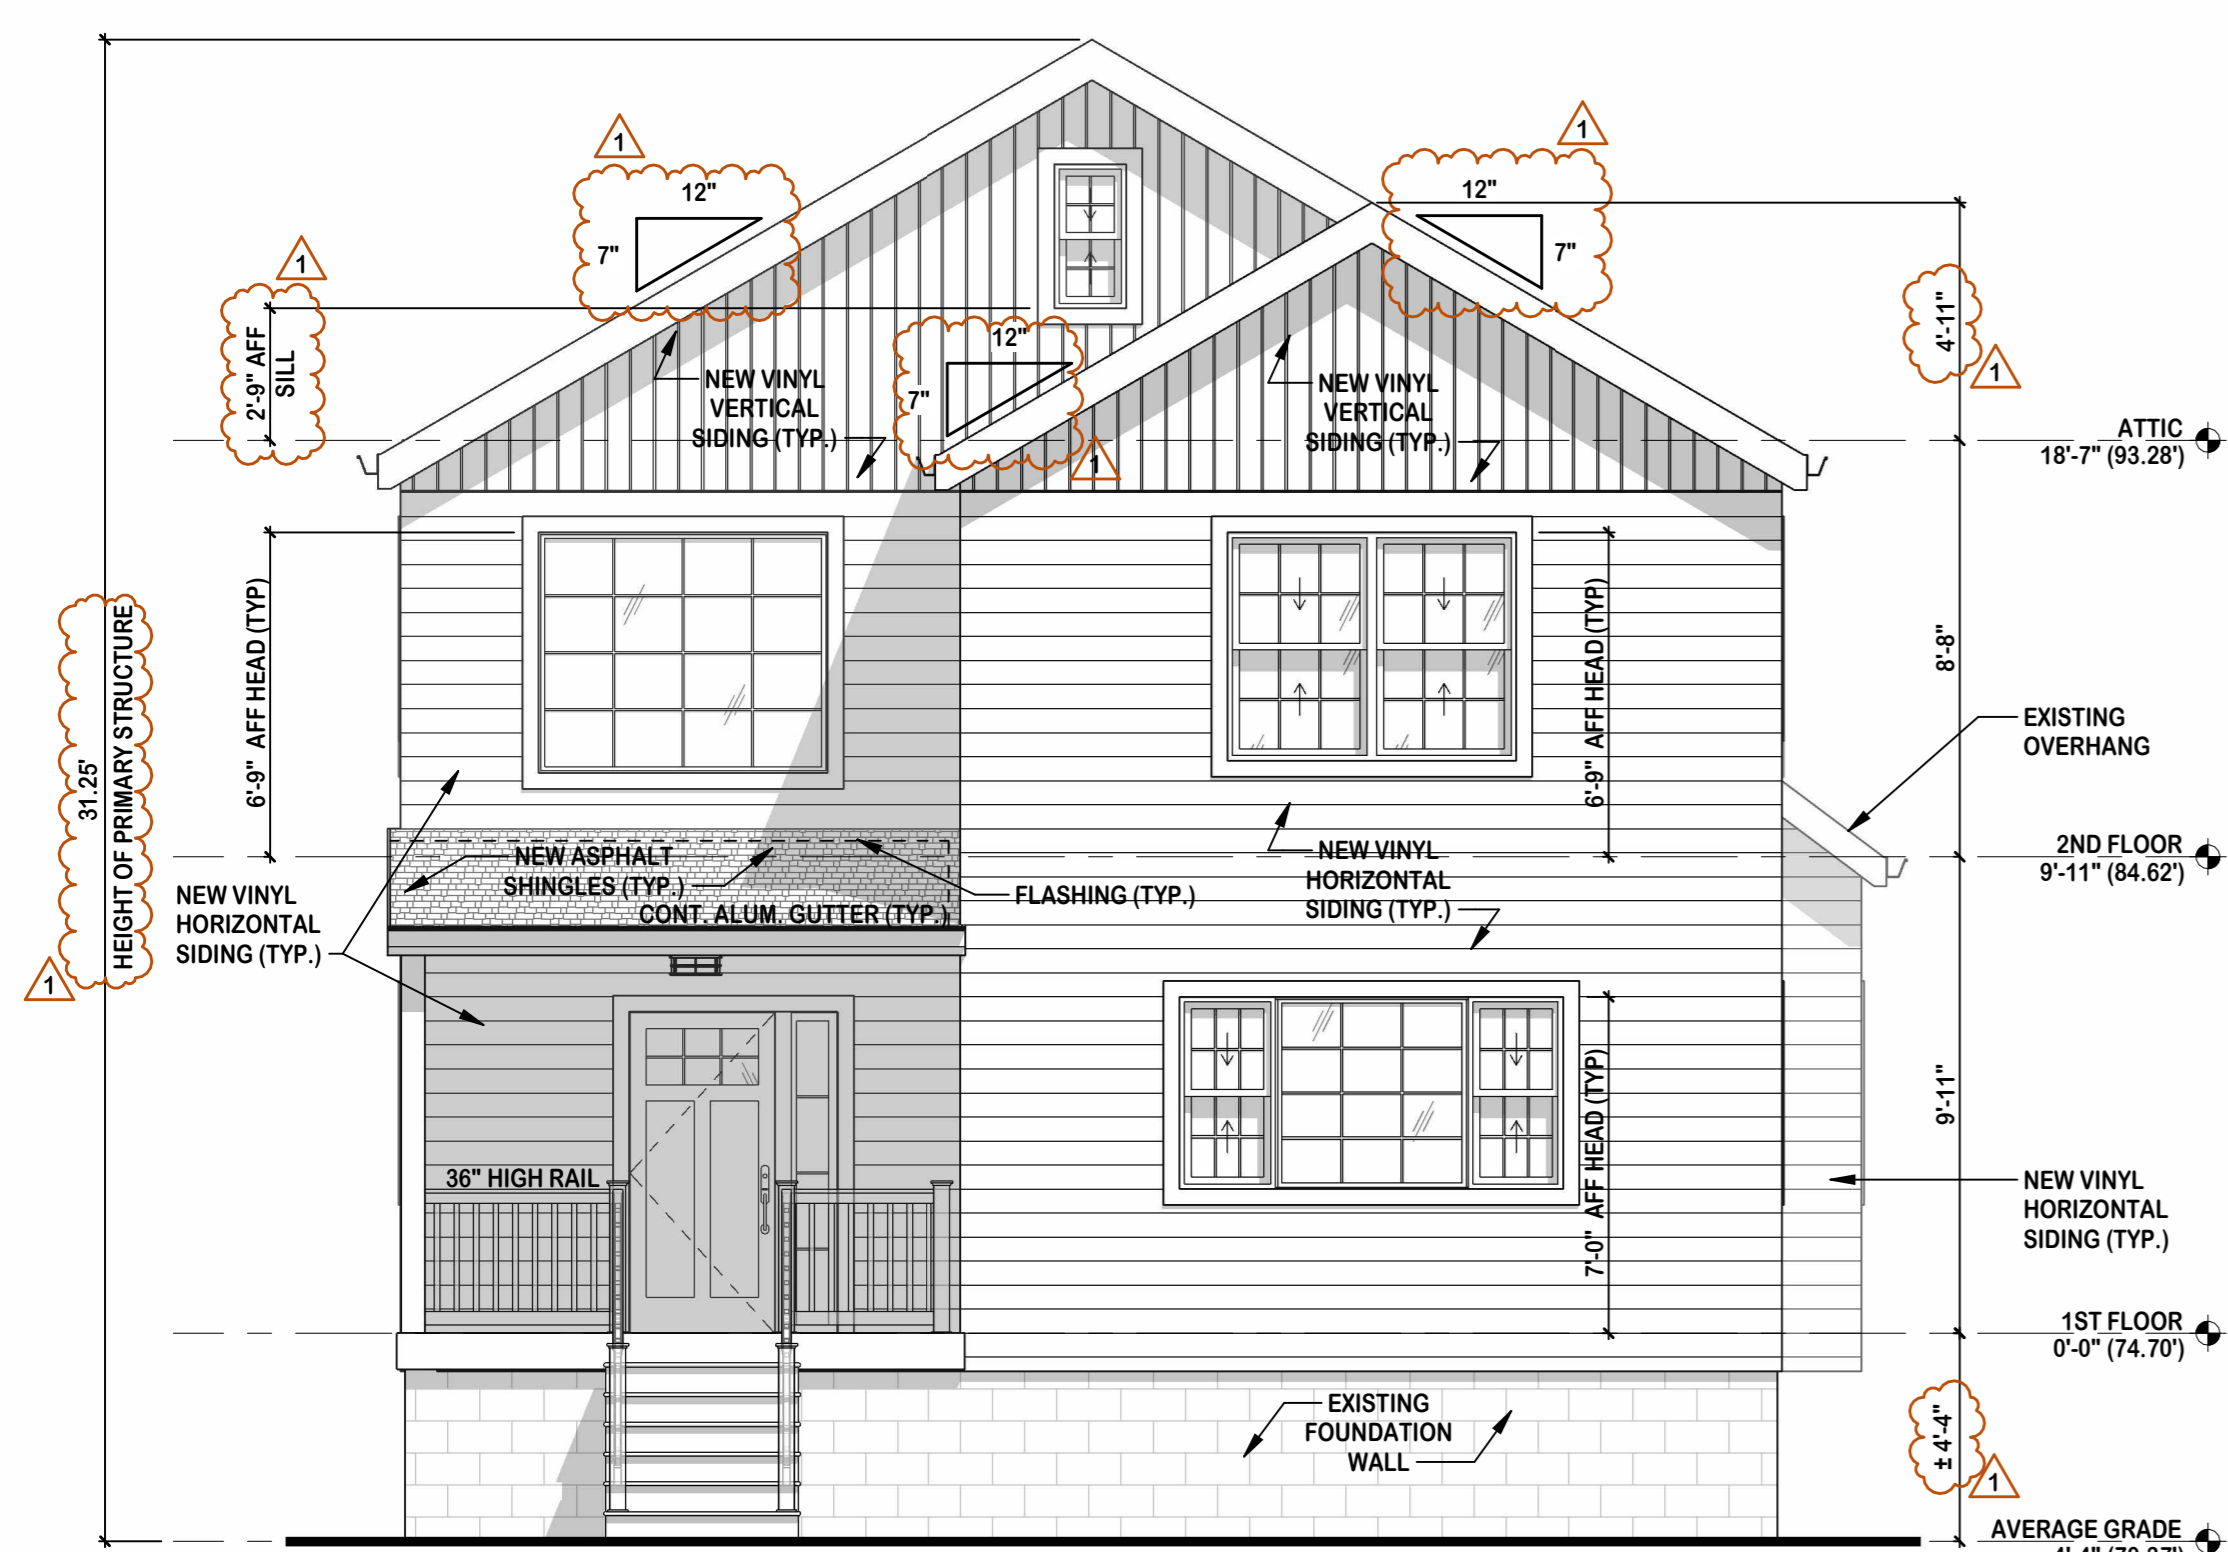 1
12"
7"
1
12"
7"
1
2'-9" AFF
SILL
12"
7"
1
4'-11"
1
NEW VINYL
VERTICAL
SIDING (TYP.)
NEW VINYL
VERTICAL
SIDING (TYP.)
ATTIC
18'-7" (93.28')
31.25'
HEIGHT OF PRIMARY STRUCTURE
1
6'-9" AFF HEAD (TYP)
6'-9" AFF HEAD (TYP)
8'-8"
EXISTING
OVERHANG
2ND FLOOR
9'-11" (84.62')
NEW ASPHALT
SHINGLES (TYP.)
CONT. ALUM. GUTTER (TYP.)
FLASHING (TYP.)
NEW VINYL
HORIZONTAL
SIDING (TYP.)
NEW VINYL
HORIZONTAL
SIDING (TYP.)
36" HIGH RAIL
7'-0" AFF HEAD (TYP)
9'-11"
NEW VINYL
HORIZONTAL
SIDING (TYP.)
1ST FLOOR
0'-0" (74.70')
EXISTING
FOUNDATION
WALL
± 4'-4"
1
AVERAGE GRADE